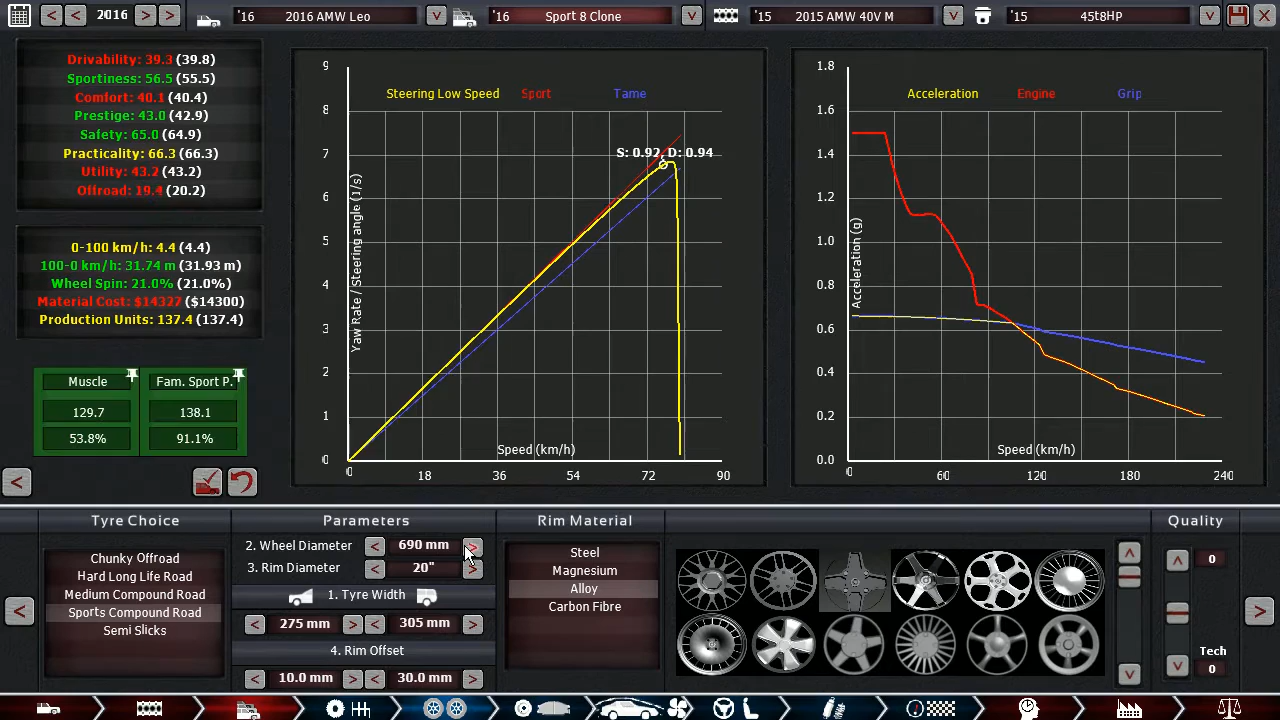 2016
'16 2016 AMW Leo
'16 Sport 8 Clone
'15 2015 AMW 40V M
'15 45t8HP
Drivability: 39.3 (39.8)
Sportiness: 56.5 (55.5)
Comfort: 40.1 (40.4)
Prestige: 43.0 (42.9)
Safety: 65.0 (64.9)
Practicality: 66.3 (66.3)
Utility: 43.2 (43.2)
Offroad: 19.4 (20.2)
0-100 km/h: 4.4 (4.4)
100-0 km/h: 31.74 m (31.93 m)
Wheel Spin: 21.0% (21.0%)
Material Cost: $14327 ($14300)
Production Units: 137.4 (137.4)
Muscle
129.7
53.8%
Fam. Sport P.
138.1
91.1%
9
8
7
6
5
4
3
2
1
0
Yaw Rate / Steering angle (1/s)
Steering Low Speed Sport Tame
S: 0.92, D: 0.94
Speed (km/h)
0 18 36 54 72 90
1.8
1.6
1.4
1.2
1.0
0.8
0.6
0.4
0.2
0.0
Acceleration (g)
Acceleration Engine Grip
Speed (km/h)
0 60 120 180 240
Tyre Choice
Chunky Offroad
Hard Long Life Road
Medium Compound Road
Sports Compound Road
Semi Slicks
Parameters
2. Wheel Diameter < 690 mm >
3. Rim Diameter < 20" >
1. Tyre Width
< 275 mm > < 305 mm >
4. Rim Offset
< 10.0 mm > < 30.0 mm >
Rim Material
Steel
Magnesium
Alloy
Carbon Fibre
Quality
0
Tech
0